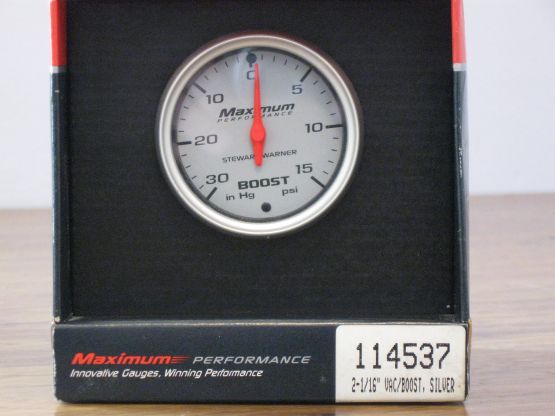 0
5
10
10
Maximum
PERFORMANCE
20
STEWART WARNER
30
BOOST
15
in Hg
psi
Maximum PERFORMANCE
Innovative Gauges, Winning Performance
114537
2-1/16" VAC/BOOST, SILVER